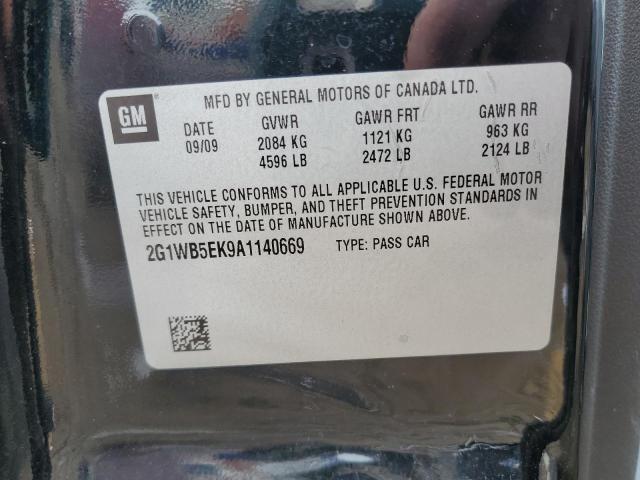 GM
MFD BY GENERAL MOTORS OF CANADA LTD.
DATE GVWR GAWR FRT GAWR RR
09/09 2084 KG 1121 KG 963 KG
4596 LB 2472 LB 2124 LB
THIS VEHICLE CONFORMS TO ALL APPLICABLE U.S. FEDERAL MOTOR
VEHICLE SAFETY, BUMPER, AND THEFT PREVENTION STANDARDS IN
EFFECT ON THE DATE OF MANUFACTURE SHOWN ABOVE.
2G1WB5EK9A1140669 TYPE: PASS CAR